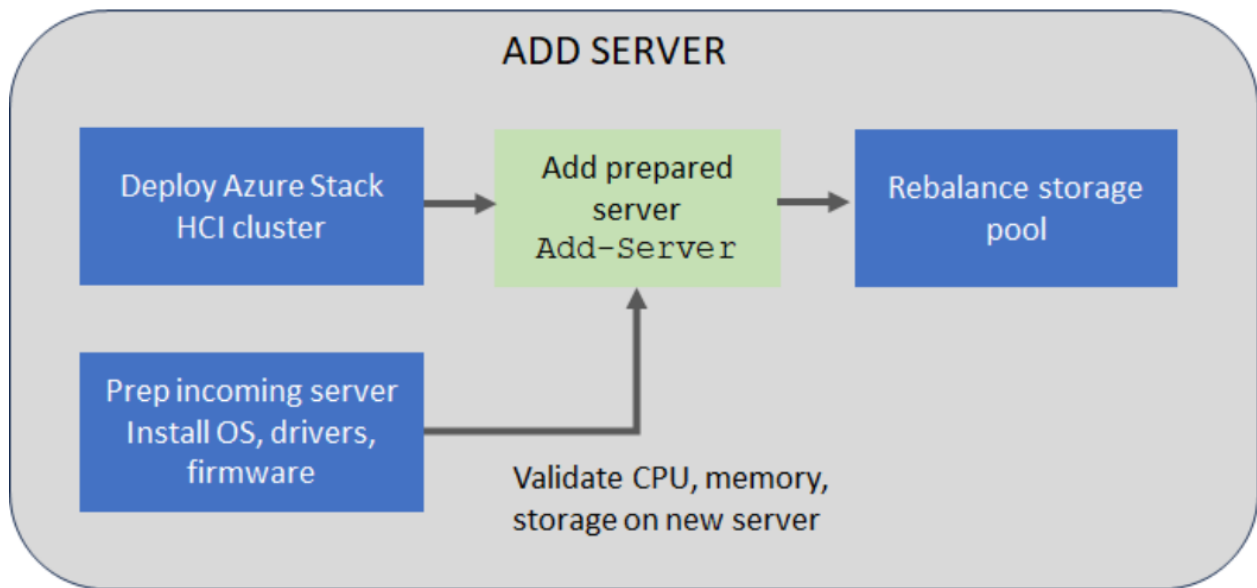 ADD SERVER
Deploy Azure Stack
HCI cluster
Add prepared
server
Add-Server
Rebalance storage
pool
Prep incoming server
Install OS, drivers,
firmware
Validate CPU, memory,
storage on new server